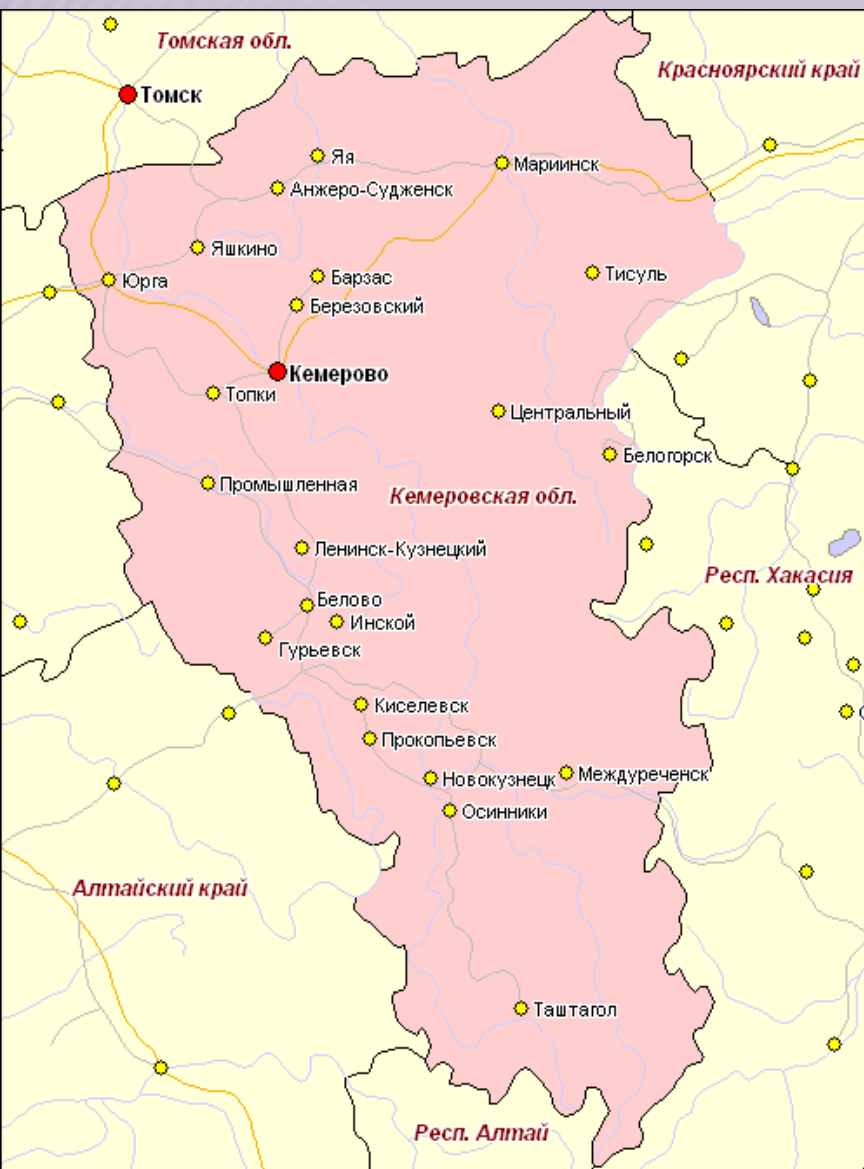 Томская обл.
Красноярский край
Томск
Яя
Мариинск
Анжеро-Судженск
Яшкино
Барзас
Тисуль
Юрга
Березовский
Кемерово
Топки
Центральный
Белогорск
Промышленная
Кемеровская обл.
Ленинск-Кузнецкий
Респ. Хакасия
Белово
Инской
Гурьевск
Киселевск
Прокопьевск
Новокузнецк
Междуреченск
Осинники
Алтайский край
Таштагол
Респ. Алтай